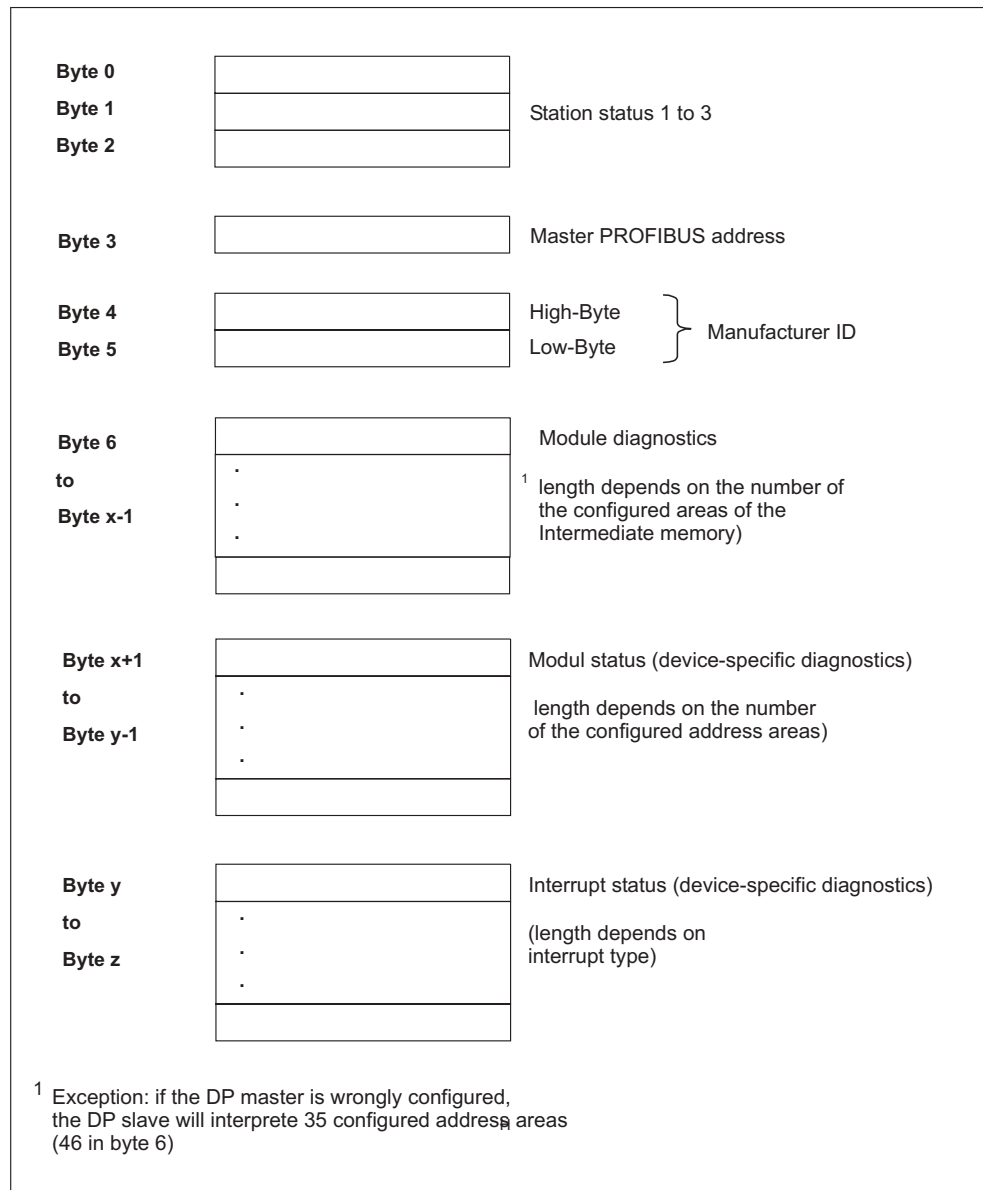 Byte 0
Byte 1
Station status 1 to 3
Byte 2
Byte 3
Master PROFIBUS address
Byte 4
High-Byte
Manufacturer ID
Byte 5
Low-Byte
Byte 6
Module diagnostics
to
1 length depends on the number of
the configured areas of the
Byte x-1
Intermediate memory)
Byte x+1
Modul status (device-specific diagnostics)
to
length depends on the number
Byte y-1
of the configured address areas)
Byte y
Interrupt status (device-specific diagnostics)
to
(length depends on
Byte z
interrupt type)
1 Exception: if the DP master is wrongly configured,
the DP slave will interprete 35 configured address areas
H
(46 in byte 6)